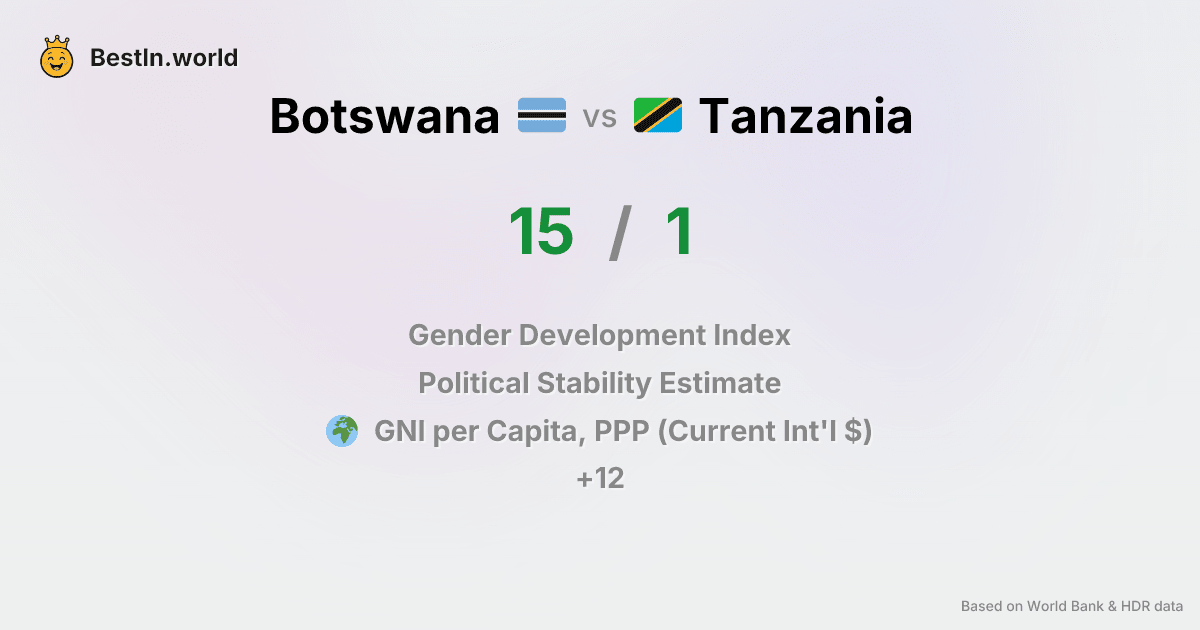 BestIn.world
Botswana vs Tanzania
15 / 1
Gender Development Index
Political Stability Estimate
GNI per Capita, PPP (Current Int'l $)
+12
Based on World Bank & HDR data